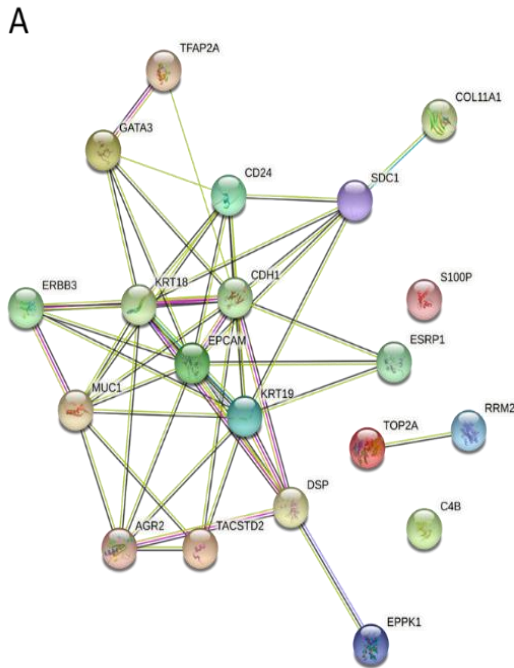 A
TFAP2A
COL11A1
GATA3
CD24
SDC1
KRT18
CDH1
S100P
ERBB3
EPCAM
ESRP1
MUC1
KRT19
TOP2A
RRM2
DSP
C4B
AGR2
TACSTD2
EPPK1